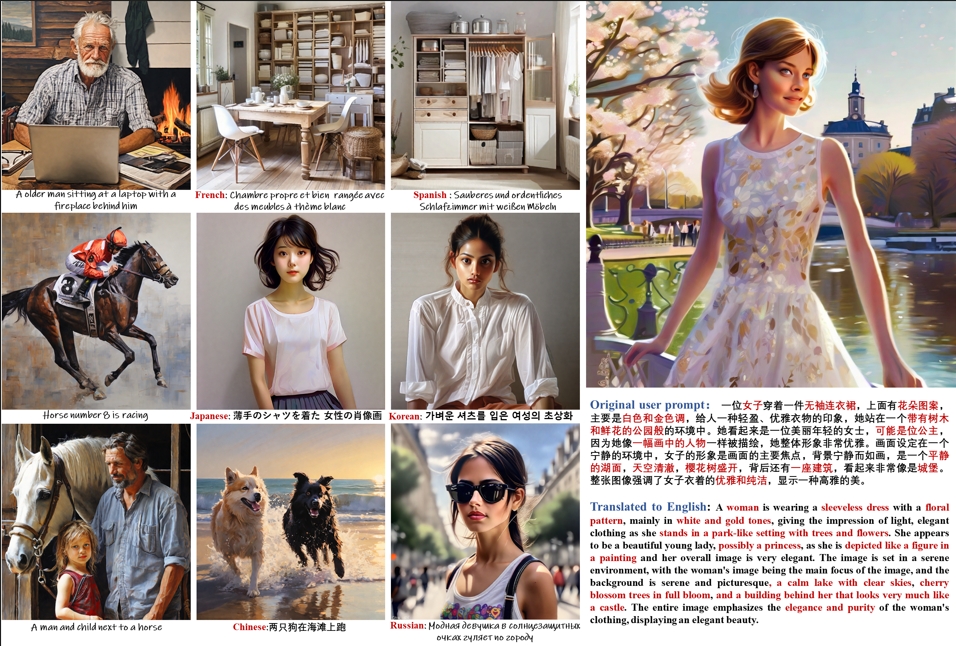 A older man sitting at a laptop with a
fireplace behind him
French: Chambre propre et bien rangée avec
des meubles à thème blanc
Spanish : Sauberes und ordentliches
Schlafzimmer mit weißen Möbeln
8
Horse number 8 is racing
Japanese: 薄手のシャツを着た 女性の肖像画
Korean: 가벼운 셔츠를 입은 여성의 초상화
A man and child next to a horse
Chinese:两只狗在海滩上跑
Russian: Модная девушка в солнцезащитных
очках гуляет по городу
Original user prompt： 一位女子穿着一件无袖连衣裙，上面有花朵图案，
主要是白色和金色调，给人一种轻盈、优雅衣物的印象，她站在一个带有树木
和鲜花的公园般的环境中。她看起来是一位美丽年轻的女士，可能是位公主，
因为她像一幅画中的人物一样被描绘，她整体形象非常优雅。画面设定在一个
宁静的环境中，女子的形象是画面的主要焦点，背景宁静而如画，是一个平静
的湖面，天空清澈，樱花树盛开，背后还有一座建筑，看起来非常像是城堡。
整张图像强调了女子衣着的优雅和纯洁，显示一种高雅的美。
Translated to English: A woman is wearing a sleeveless dress with a floral
pattern, mainly in white and gold tones, giving the impression of light, elegant
clothing as she stands in a park-like setting with trees and flowers. She appears
to be a beautiful young lady, possibly a princess, as she is depicted like a figure in
a painting and her overall image is very elegant. The image is set in a serene
environment, with the woman's image being the main focus of the image, and the
background is serene and picturesque, a calm lake with clear skies, cherry
blossom trees in full bloom, and a building behind her that looks very much like
a castle. The entire image emphasizes the elegance and purity of the woman's
clothing, displaying an elegant beauty.